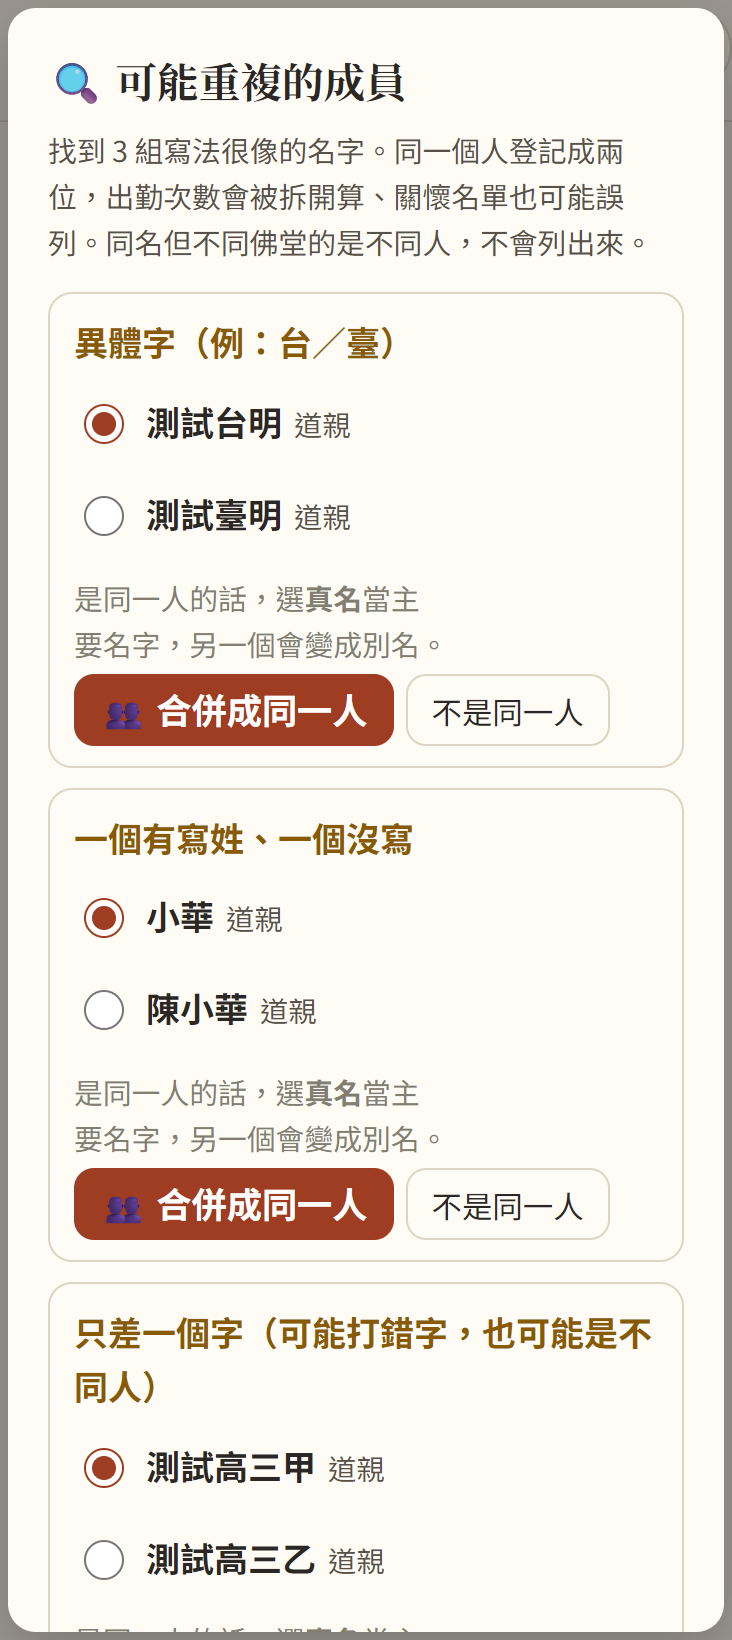 可能重複的成員
找到 3 組寫法很像的名字。同一個人登記成兩
位，出勤次數會被拆開算、關懷名單也可能誤
列。同名但不同佛堂的是不同人，不會列出來。
異體字（例：台／臺）
測試台明 道親
測試臺明 道親
是同一人的話，選真名當主
要名字，另一個會變成別名。
合併成同一人 不是同一人
一個有寫姓、一個沒寫
小華 道親
陳小華 道親
是同一人的話，選真名當主
要名字，另一個會變成別名。
合併成同一人 不是同一人
只差一個字（可能打錯字，也可能是不
同人）
測試高三甲 道親
測試高三乙 道親